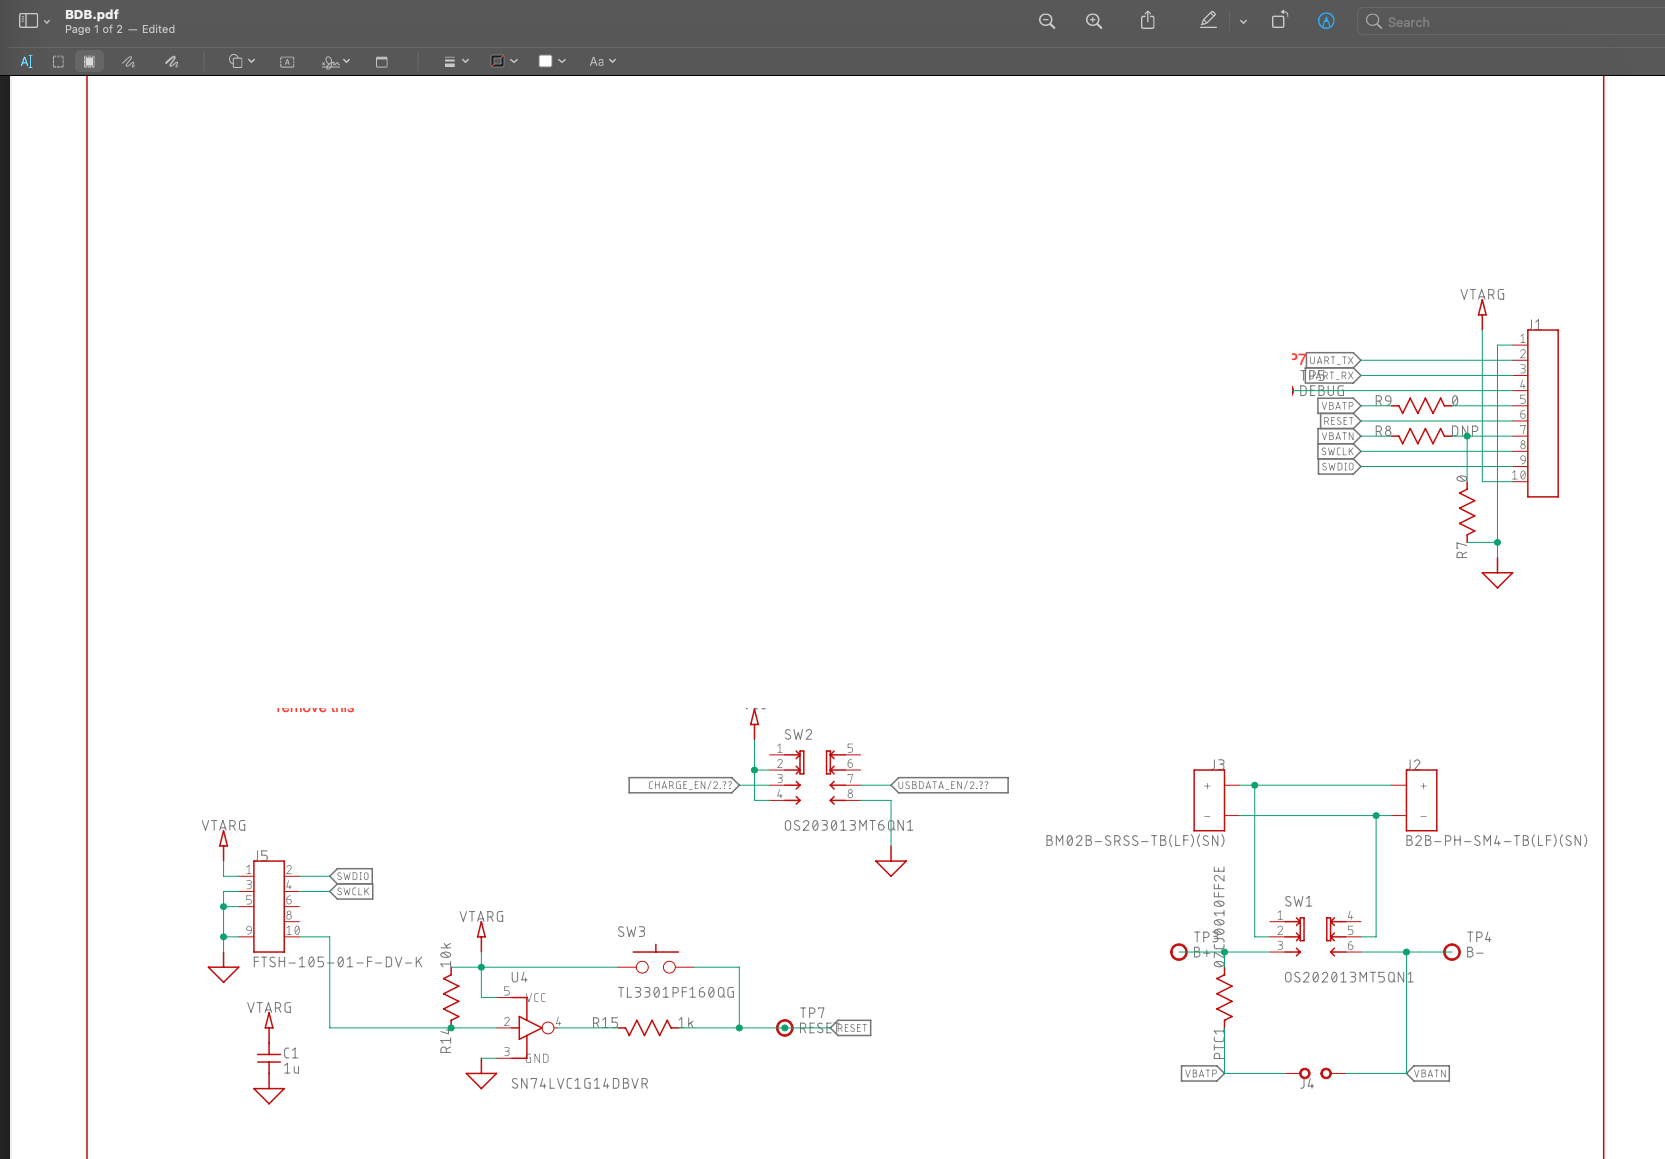 BDB.pdf
Page 1 of 2 — Edited
Search
A
Aa
VTARG
J1
1
P7
UART_TX
2
TP5
3
DEBUG
4
VBATP
R9
0
5
RESET
6
VBATN
R8
DNP
7
SWCLK
8
SWDIO
9
10
0
R7
remove this
SW2
1
5
2
6
CHARGE_EN/2.??
3
7
USBDATA_EN/2.??
4
8
OS203013MT6QN1
J3
J2
+
+
-
-
BM02B-SRSS-TB(LF)(SN)
B2B-PH-SM4-TB(LF)(SN)
VTARG
J5
1
2
SWDIO
3
4
SWCLK
5
6
8
9
10
FTSH-105-01-F-DV-K
SW1
1
4
2
5
3
6
TP3
B+
TP4
B-
OS202013MT5QN1
PTC1
VBATP
J4
VBATN
VTARG
SW3
10k
R14
U4
TL3301PF160QG
5
VCC
2
4
R15
1k
TP7
RESE
RESET
3
GND
SN74LVC1G14DBVR
VTARG
C1
1u